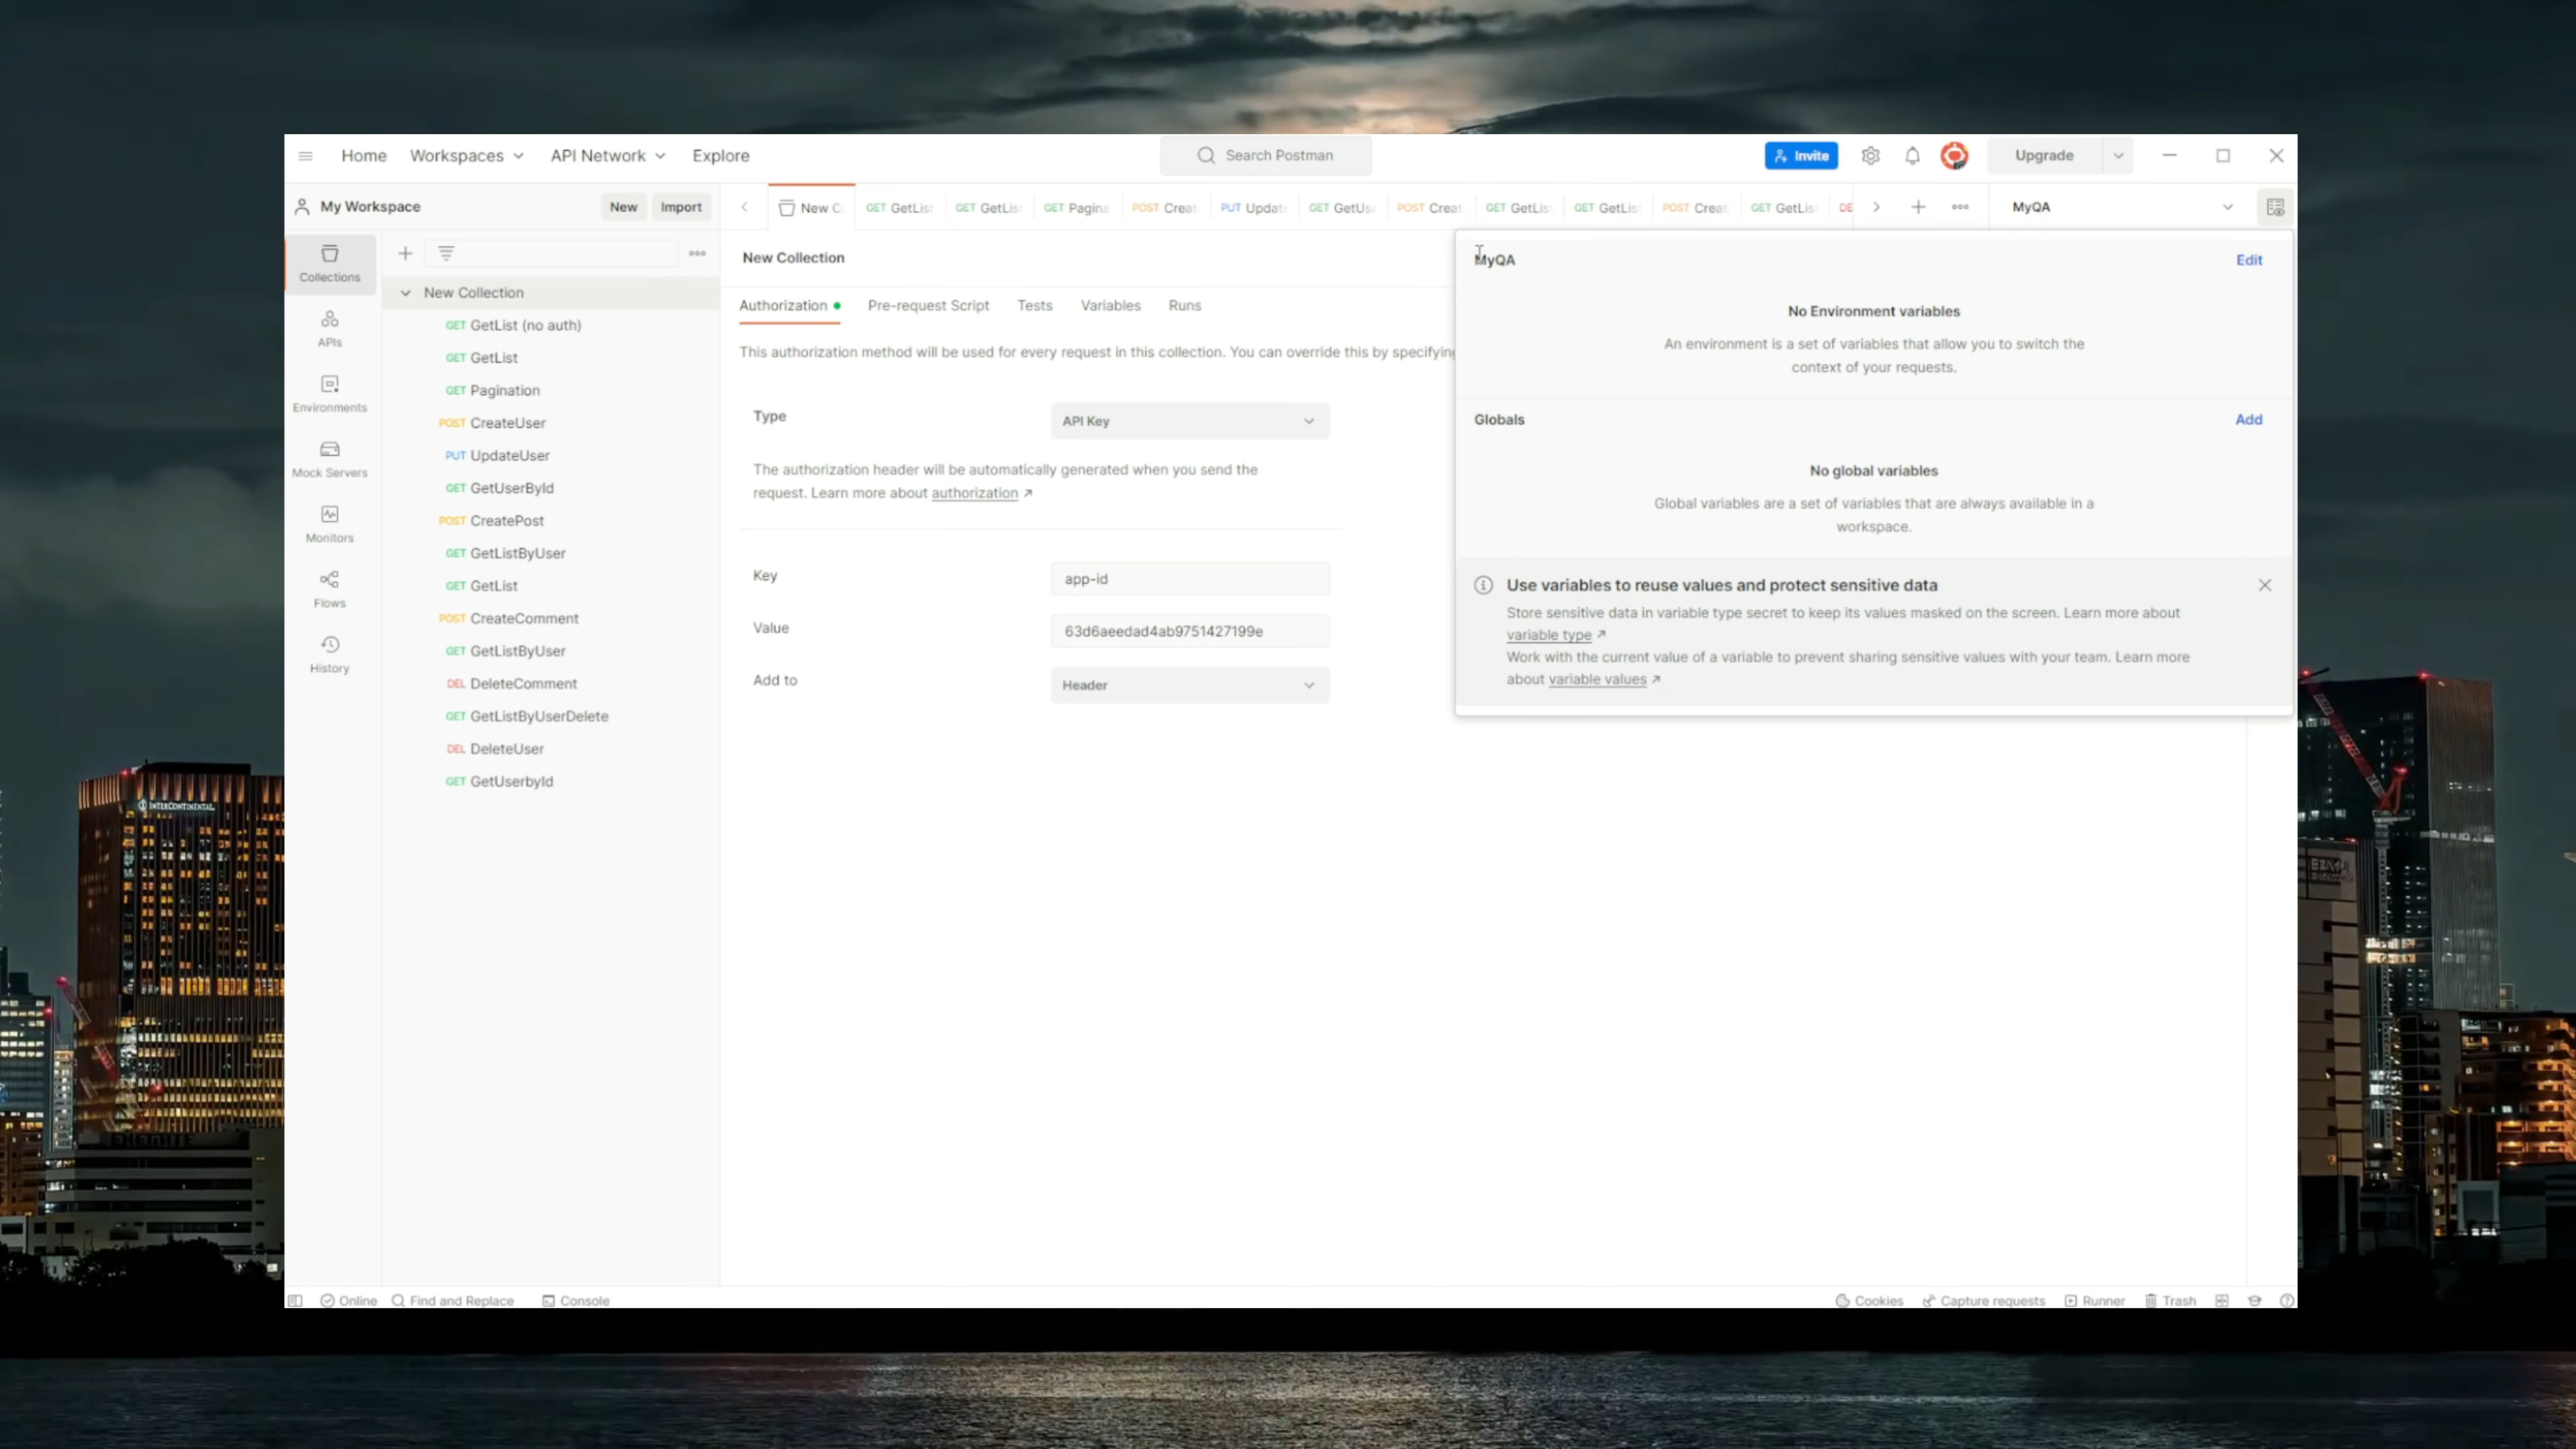 Home
Workspaces
API Network
Explore
Search Postman
Invite
Upgrade
My Workspace
New
Import
New C
GET GetList
GET GetList
GET Pagina
POST Creat
PUT Updat
GET GetUs
POST Creat
GET GetList
GET GetLis
POST Creat
GET GetLis
DE
MyQA
Collections
APIs
Environments
Mock Servers
Monitors
Flows
History
New Collection
GET GetList (no auth)
GET GetList
GET Pagination
POST CreateUser
PUT UpdateUser
GET GetUserById
POST CreatePost
GET GetListByUser
GET GetList
POST CreateComment
GET GetListByUser
DEL DeleteComment
GET GetListByUserDelete
DEL DeleteUser
GET GetUserbyId
New Collection
Authorization
Pre-request Script
Tests
Variables
Runs
This authorization method will be used for every request in this collection. You can override this by specifying
Type
API Key
The authorization header will be automatically generated when you send the
request. Learn more about authorization ↗
Key
app-id
Value
63d6aeedad4ab9751427199e
Add to
Header
MyQA
Edit
No Environment variables
An environment is a set of variables that allow you to switch the
context of your requests.
Globals
Add
No global variables
Global variables are a set of variables that are always available in a
workspace.
Use variables to reuse values and protect sensitive data
Store sensitive data in variable type secret to keep its values masked on the screen. Learn more about
variable type ↗
Work with the current value of a variable to prevent sharing sensitive values with your team. Learn more
about variable values ↗
Online
Find and Replace
Console
Cookies
Capture requests
Runner
Trash
INTERCONTINENTAL